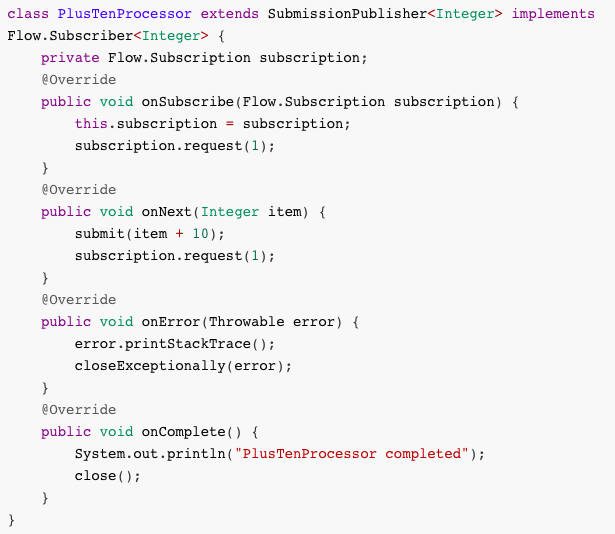 class PlusTenProcessor extends SubmissionPublisher<Integer> implements
Flow.Subscriber<Integer> {
    private Flow.Subscription subscription;
    @Override
    public void onSubscribe(Flow.Subscription subscription) {
        this.subscription = subscription;
        subscription.request(1);
    }
    @Override
    public void onNext(Integer item) {
        submit(item + 10);
        subscription.request(1);
    }
    @Override
    public void onError(Throwable error) {
        error.printStackTrace();
        closeExceptionally(error);
    }
    @Override
    public void onComplete() {
        System.out.println("PlusTenProcessor completed");
        close();
    }
}